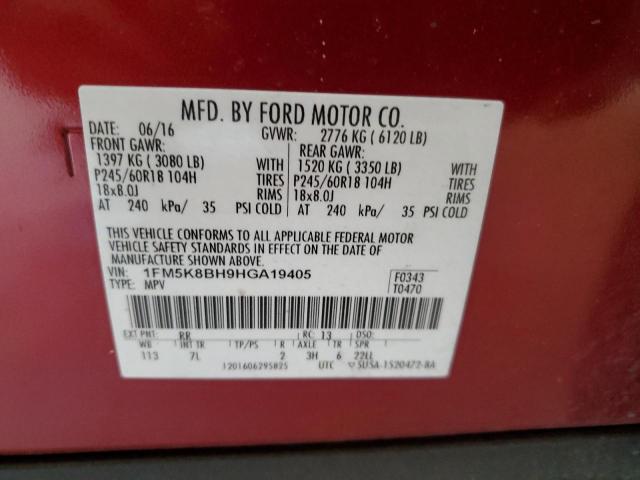 MFD. BY FORD MOTOR CO.
DATE: 06/16 GVWR: 2776 KG ( 6120 LB)
FRONT GAWR: REAR GAWR:
1397 KG ( 3080 LB) WITH 1520 KG ( 3350 LB) WITH
P245/60R18 104H TIRES P245/60R18 104H TIRES
18x8.0J RIMS 18x8.0J RIMS
AT 240 kPa/ 35 PSI COLD AT 240 kPa/ 35 PSI COLD
THIS VEHICLE CONFORMS TO ALL APPLICABLE FEDERAL MOTOR
VEHICLE SAFETY STANDARDS IN EFFECT ON THE DATE OF
MANUFACTURE SHOWN ABOVE.
VIN: 1FM5K8BH9HGA19405 F0343
TYPE: MPV T0470
EXT PNT: RR RC: 13 DSO:
WB INT TR TP/PS R AXLE TR SPR
113 7L 2 3H 6 22LL
1201606295825 UTC ▽5U5A-1520472-8A